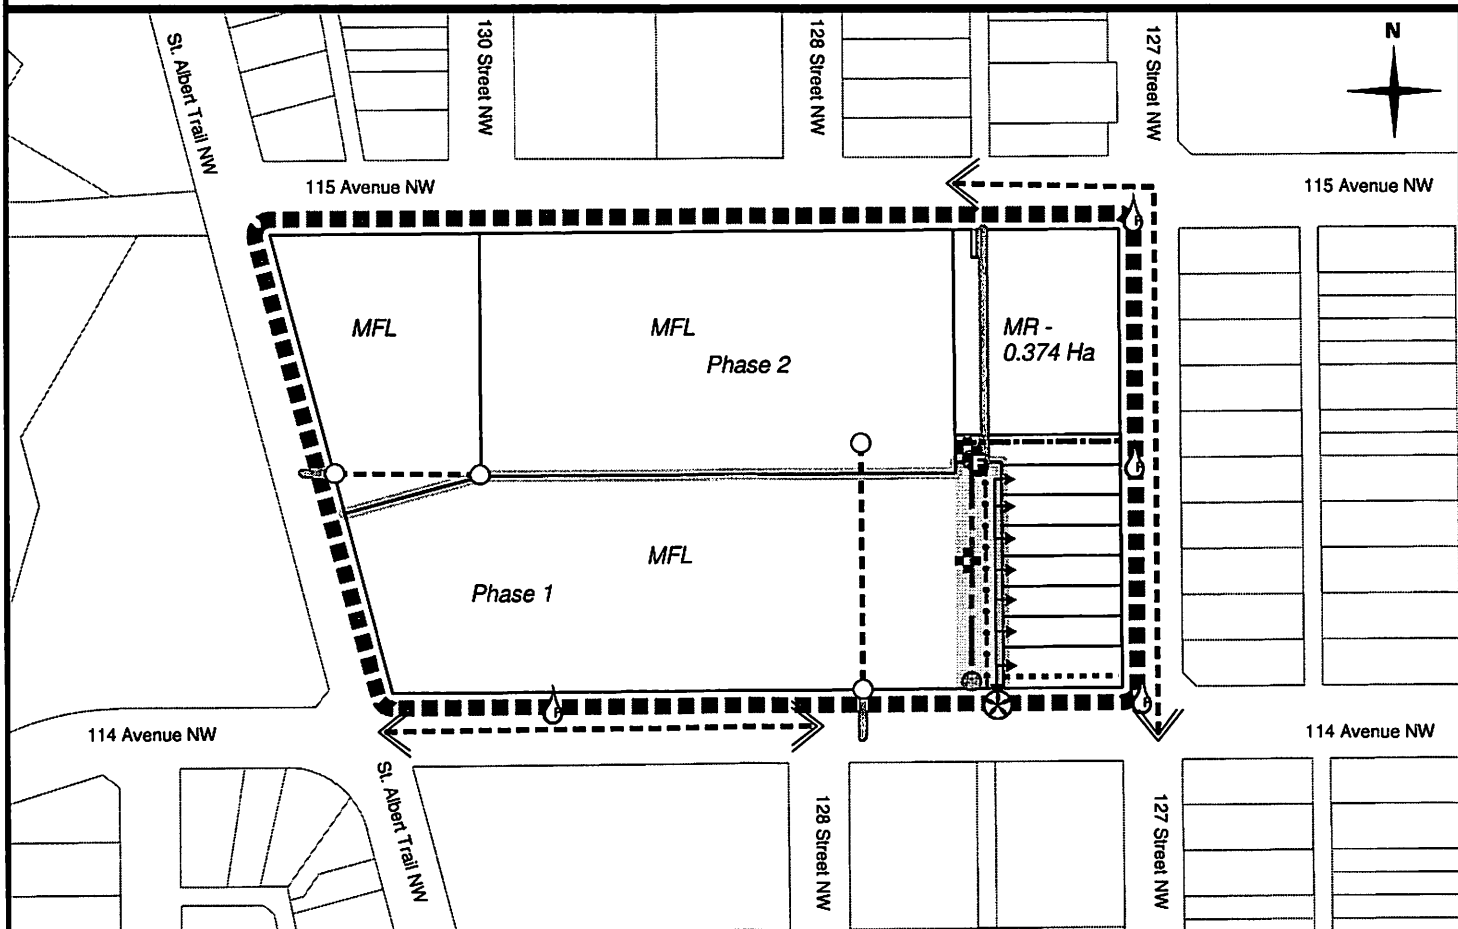 St. Albert Trail NW
130 Street NW
128 Street NW
127 Street NW
N
115 Avenue NW
115 Avenue NW
F
MFL
MFL
Phase 2
MR -
0.374 Ha
F
F
MFL
Phase 1
F
F
114 Avenue NW
114 Avenue NW
St. Albert Trail NW
128 Street NW
127 Street NW